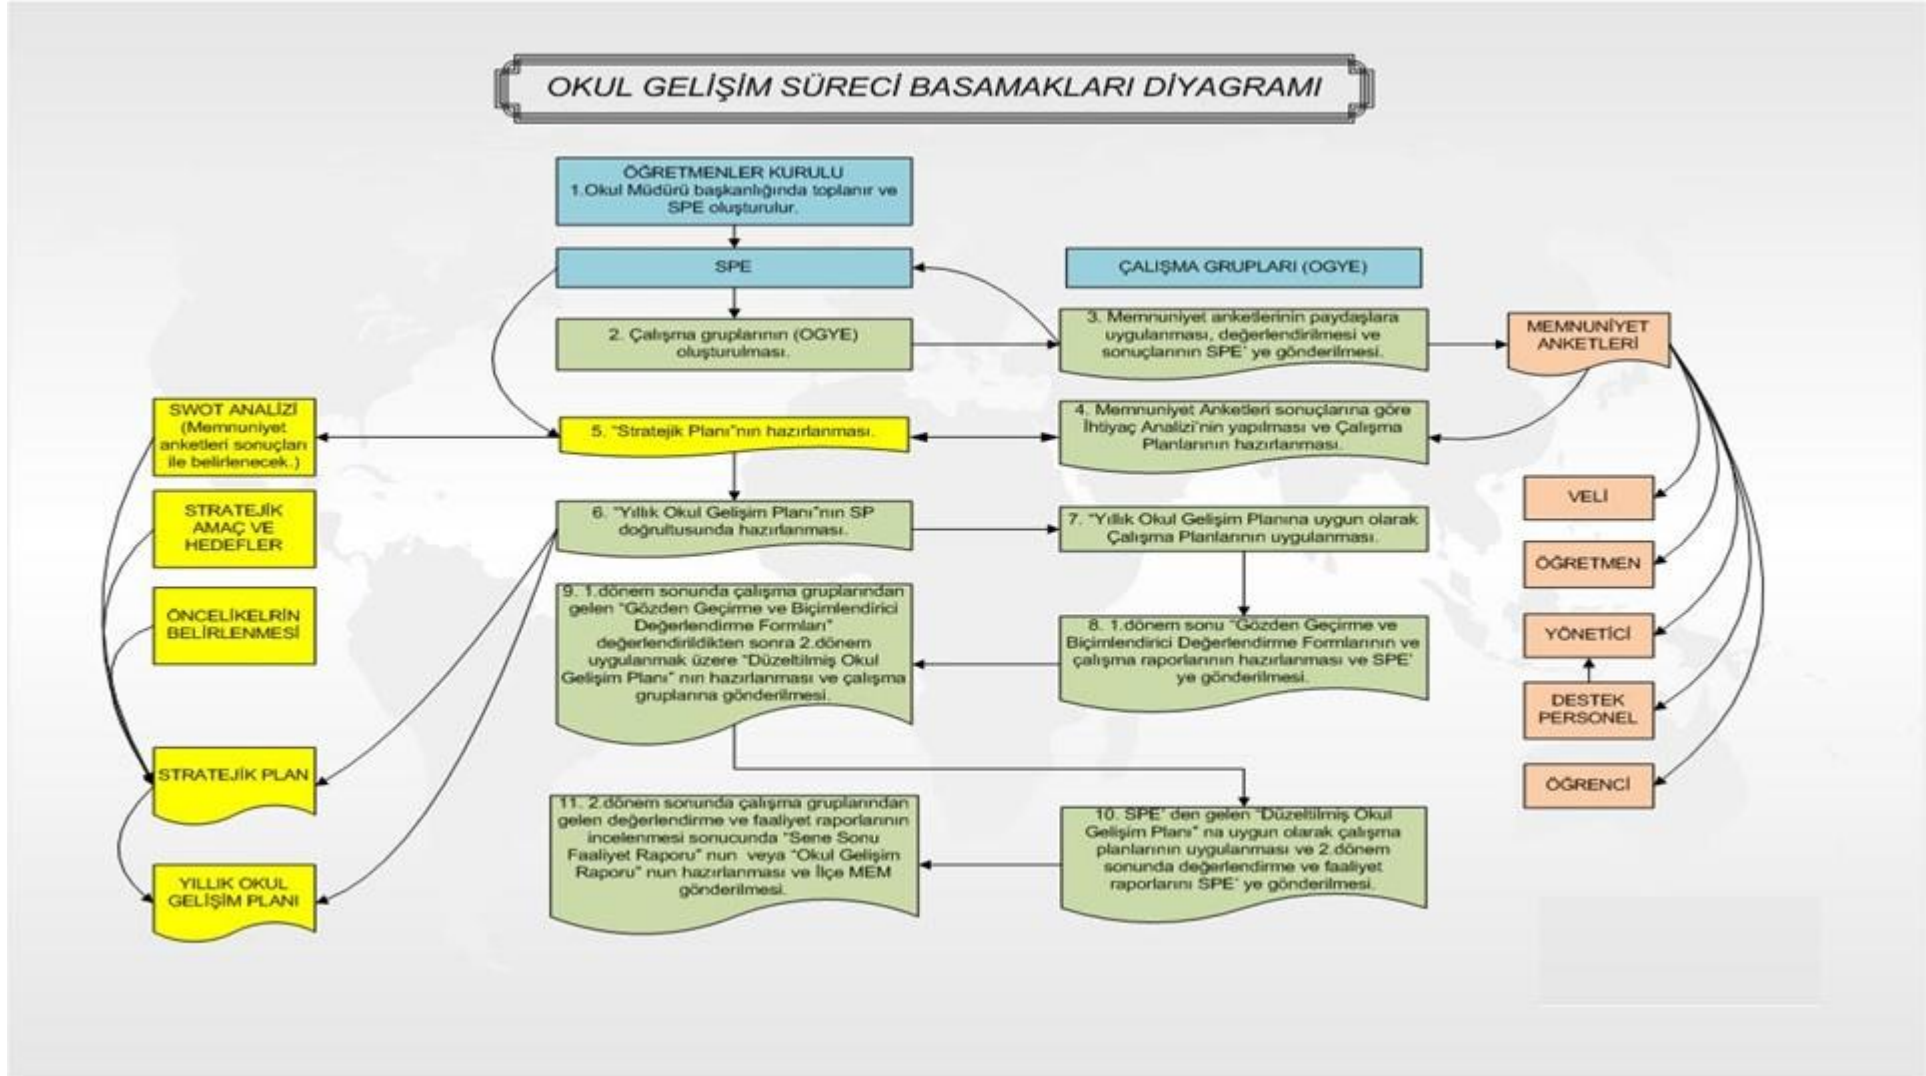 OKUL GELİŞİM SÜRECİ BASAMAKLARI DİYAGRAMI
ÖĞRETMENLER KURULU
1.Okul Müdürü başkanlığında toplanır ve
SPE oluşturulur.
SPE
ÇALIŞMA GRUPLARI (OGYE)
2. Çalışma gruplarının (OGYE)
oluşturulması.
3. Memnuniyet anketlerinin paydaşlara
uygulanması, değerlendirilmesi ve
sonuçlarının SPE' ye gönderilmesi.
MEMNUNİYET
ANKETLERİ
SWOT ANALİZİ
(Memnuniyet
anketleri sonuçları
ile belirlenecek.)
5. "Stratejik Planı"nın hazırlanması.
4. Memnuniyet Anketleri sonuçlarına göre
İhtiyaç Analizi'nin yapılması ve Çalışma
Planlarının hazırlanması.
VELİ
STRATEJİK
AMAÇ VE
HEDEFLER
6. "Yıllık Okul Gelişim Planı"nın SP
doğrultusunda hazırlanması.
7. "Yıllık Okul Gelişim Planına uygun olarak
Çalışma Planlarının uygulanması.
ÖĞRETMEN
ÖNCELİKELRİN
BELİRLENMESİ
9. 1.dönem sonunda çalışma gruplarından
gelen "Gözden Geçirme ve Biçimlendirici
Değerlendirme Formları"
değerlendirildikten sonra 2.dönem
uygulanmak üzere "Düzeltilmiş Okul
Gelişim Planı" nın hazırlanması ve çalışma
gruplarına gönderilmesi.
8. 1.dönem sonu "Gözden Geçirme ve
Biçimlendirici Değerlendirme Formlarının ve
çalışma raporlarının hazırlanması ve SPE'
ye gönderilmesi.
YÖNETİCİ
DESTEK
PERSONEL
STRATEJİK PLAN
ÖĞRENCİ
11. 2.dönem sonunda çalışma gruplarından
gelen değerlendirme ve faaliyet raporlarının
incelenmesi sonucunda "Sene Sonu
Faaliyet Raporu" nun veya "Okul Gelişim
Raporu" nun hazırlanması ve İlçe MEM
gönderilmesi.
10. SPE' den gelen "Düzeltilmiş Okul
Gelişim Planı" na uygun olarak çalışma
planlarının uygulanması ve 2.dönem
sonunda değerlendirme ve faaliyet
raporlarını SPE' ye gönderilmesi.
YILLIK OKUL
GELİŞİM PLANI